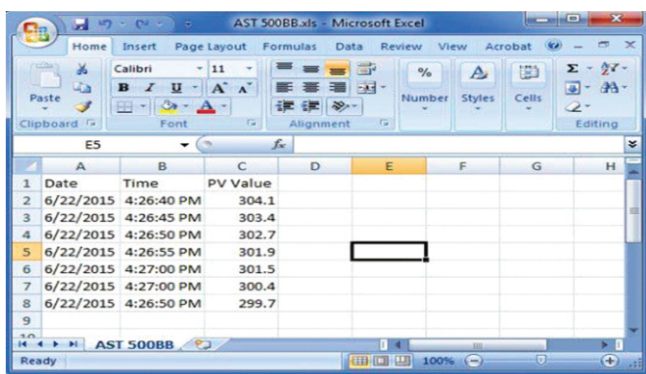 AST 500BB.xls - Microsoft Excel
Home Insert Page Layout Formulas Data Review View Acrobat
Calibri 11
Paste
B I U A A
% Number
A Styles
Cells
Σ
Clipboard Font Alignment Editing
E5 fx
A B C D E F G H
1 Date Time PV Value
2 6/22/2015 4:26:40 PM 304.1
3 6/22/2015 4:26:45 PM 303.4
4 6/22/2015 4:26:50 PM 302.7
5 6/22/2015 4:26:55 PM 301.9
6 6/22/2015 4:27:00 PM 301.5
7 6/22/2015 4:27:00 PM 300.4
8 6/22/2015 4:26:50 PM 299.7
9
10
AST 500BB
Ready 100%